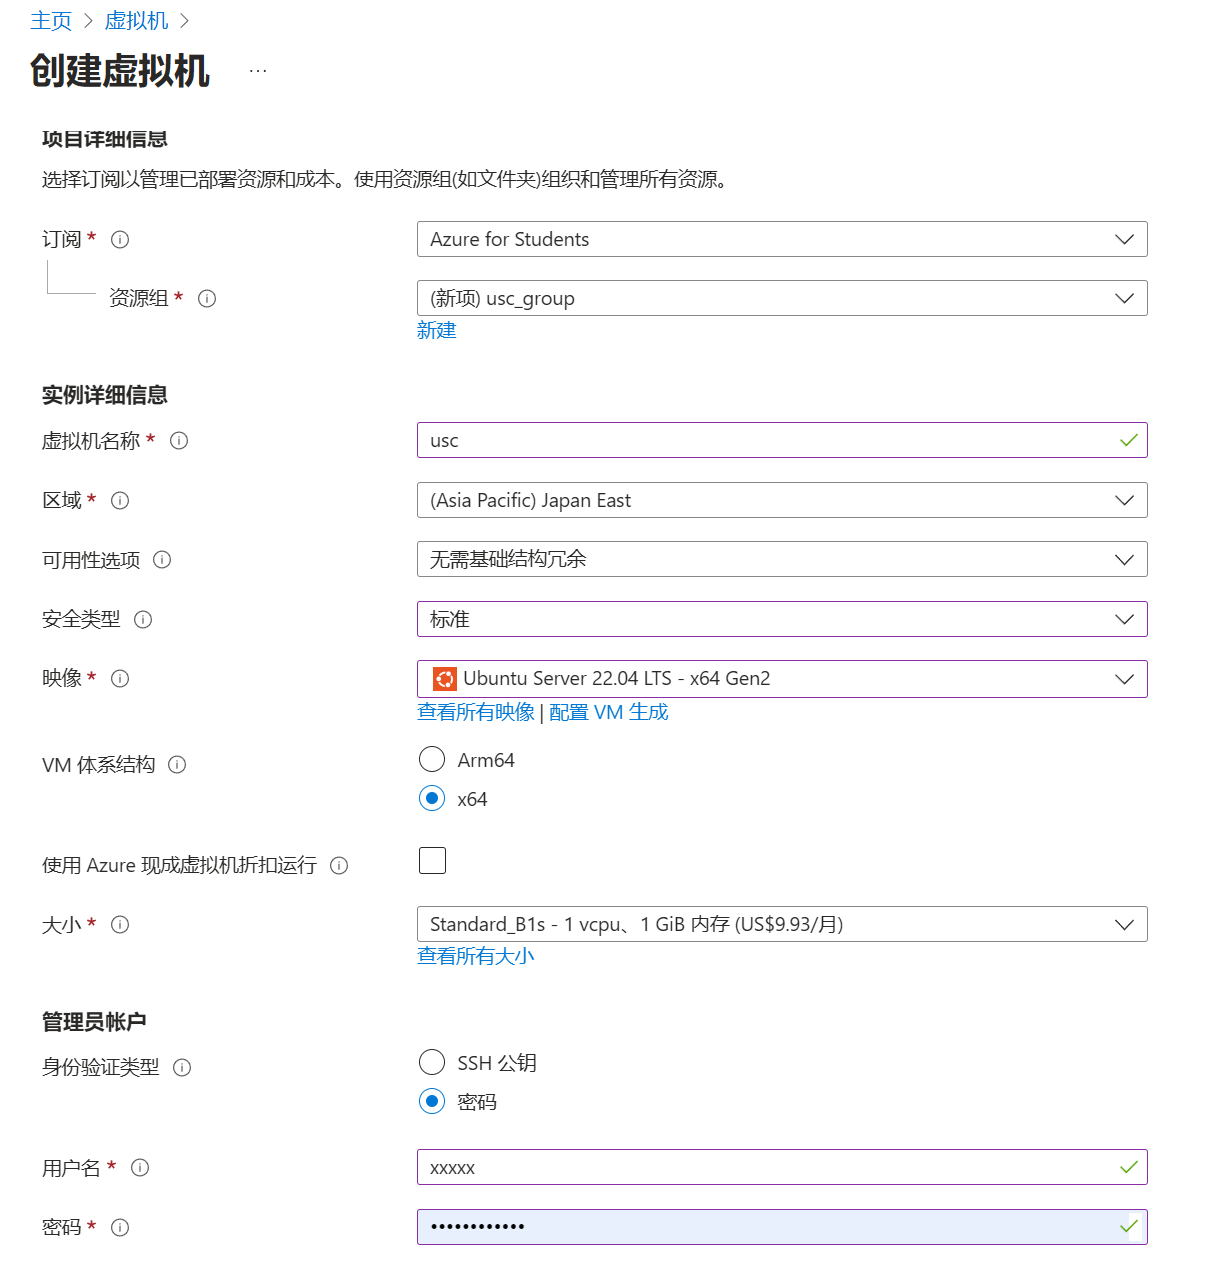 主页 > 虚拟机 >
创建虚拟机 ...
项目详细信息
选择订阅以管理已部署资源和成本。使用资源组(如文件夹)组织和管理所有资源。
订阅 * Azure for Students
资源组 * (新项) usc_group
新建
实例详细信息
虚拟机名称 * usc
区域 * (Asia Pacific) Japan East
可用性选项 无需基础结构冗余
安全类型 标准
映像 * Ubuntu Server 22.04 LTS - x64 Gen2
查看所有映像 | 配置 VM 生成
VM 体系结构 Arm64
x64
使用 Azure 现成虚拟机折扣运行
大小 * Standard_B1s - 1 vcpu、1 GiB 内存 (US$9.93/月)
查看所有大小
管理员帐户
身份验证类型 SSH 公钥
密码
用户名 * xxxxx
密码 * ••••••••••••